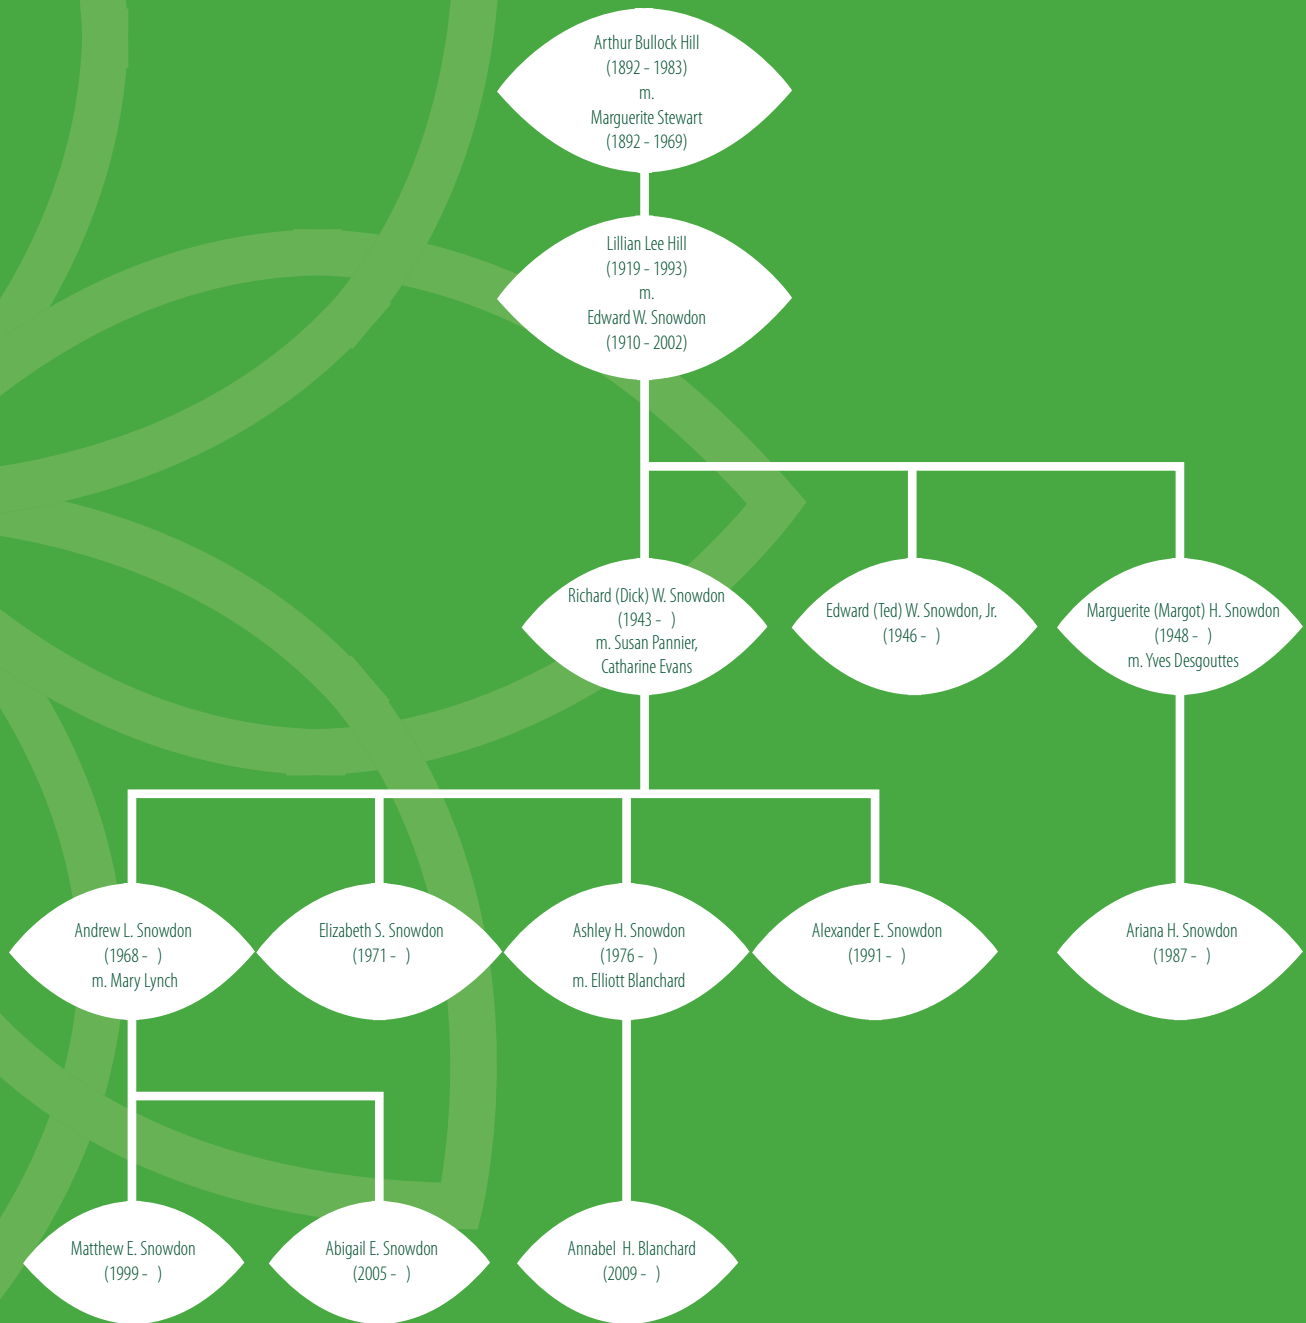 Arthur Bullock Hill
(1892 - 1983)
m.
Marguerite Stewart
(1892 - 1969)
Lillian Lee Hill
(1919 - 1993)
m.
Edward W. Snowdon
(1910 - 2002)
Richard (Dick) W. Snowdon
(1943 -   )
m. Susan Pannier,
Catharine Evans
Edward (Ted) W. Snowdon, Jr.
(1946 -   )
Marguerite (Margot) H. Snowdon
(1948 -   )
m. Yves Desgouttes
Andrew L. Snowdon
(1968 -   )
m. Mary Lynch
Elizabeth S. Snowdon
(1971 -   )
Ashley H. Snowdon
(1976 -   )
m. Elliott Blanchard
Alexander E. Snowdon
(1991 -   )
Ariana H. Snowdon
(1987 -   )
Matthew E. Snowdon
(1999 -   )
Abigail E. Snowdon
(2005 -   )
Annabel  H. Blanchard
(2009 -   )